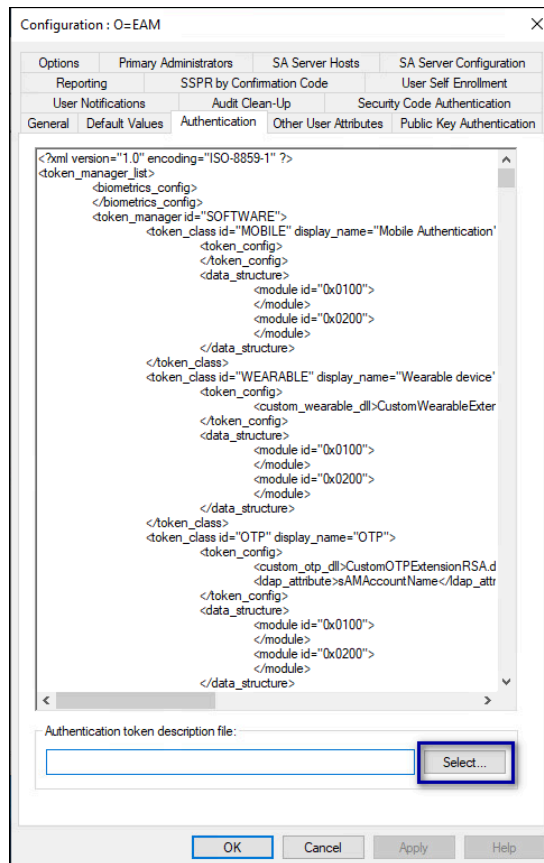 Configuration : O=EAM
Options Primary Administrators SA Server Hosts SA Server Configuration
Reporting SSPR by Confirmation Code User Self Enrollment
User Notifications Audit Clean-Up Security Code Authentication
General Default Values Authentication Other User Attributes Public Key Authentication
<?xml version="1.0" encoding="ISO-8859-1" ?>
<token_manager_list>
<biometrics_config>
</biometrics_config>
<token_manager id="SOFTWARE">
<token_class id="MOBILE" display_name="Mobile Authentication"
<token_config>
</token_config>
<data_structure>
<module id="0x0100">
</module>
<module id="0x0200">
</module>
</data_structure>
</token_class>
<token_class id="WEARABLE" display_name="Wearable device"
<token_config>
<custom_wearable_dll>CustomWearableExter
</token_config>
<data_structure>
<module id="0x0100">
</module>
<module id="0x0200">
</module>
</data_structure>
</token_class>
<token_class id="OTP" display_name="OTP">
<token_config>
<custom_otp_dll>CustomOTPExtensionRSA.d
<ldap_attribute>sAMAccountName</ldap_attr
</token_config>
<data_structure>
<module id="0x0100">
</module>
<module id="0x0200">
</module>
</data_structure>
Authentication token description file:
Select...
OK Cancel Apply Help